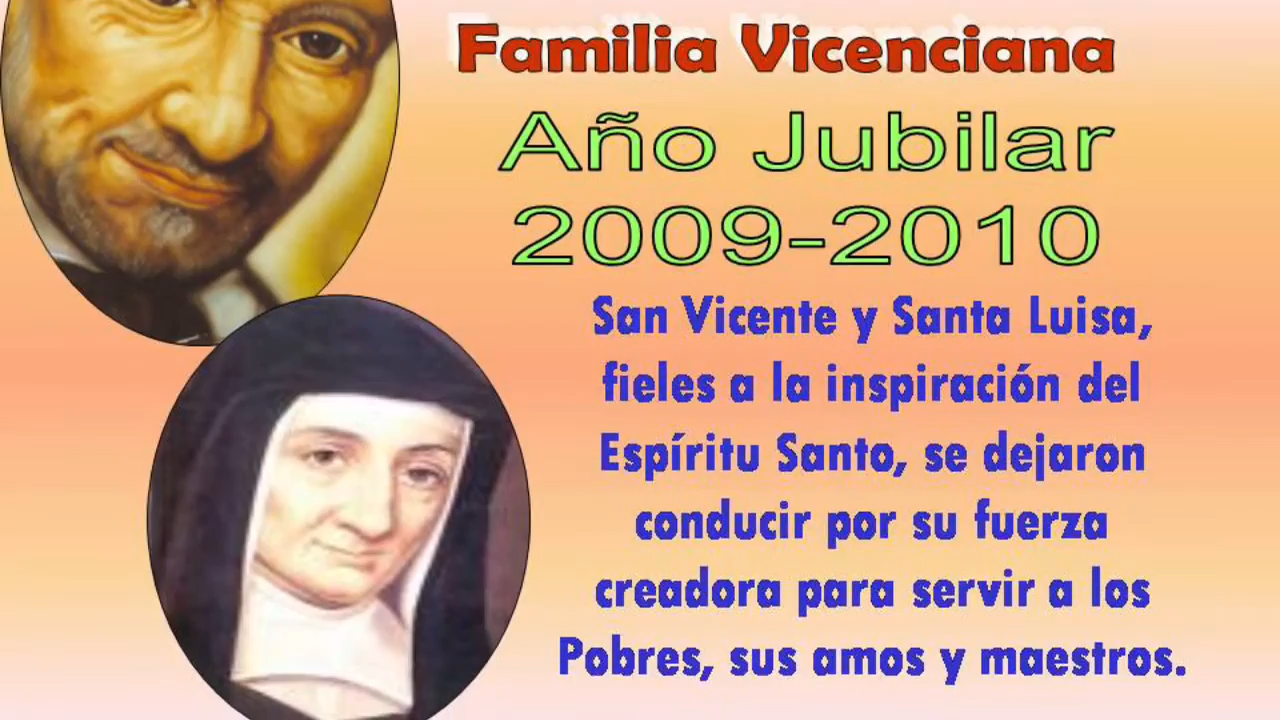 Familia Vicenciana
Año Jubilar
2009-2010
San Vicente y Santa Luisa,
fieles a la inspiración del
Espíritu Santo, se dejaron
conducir por su fuerza
creadora para servir a los
Pobres, sus amos y maestros.